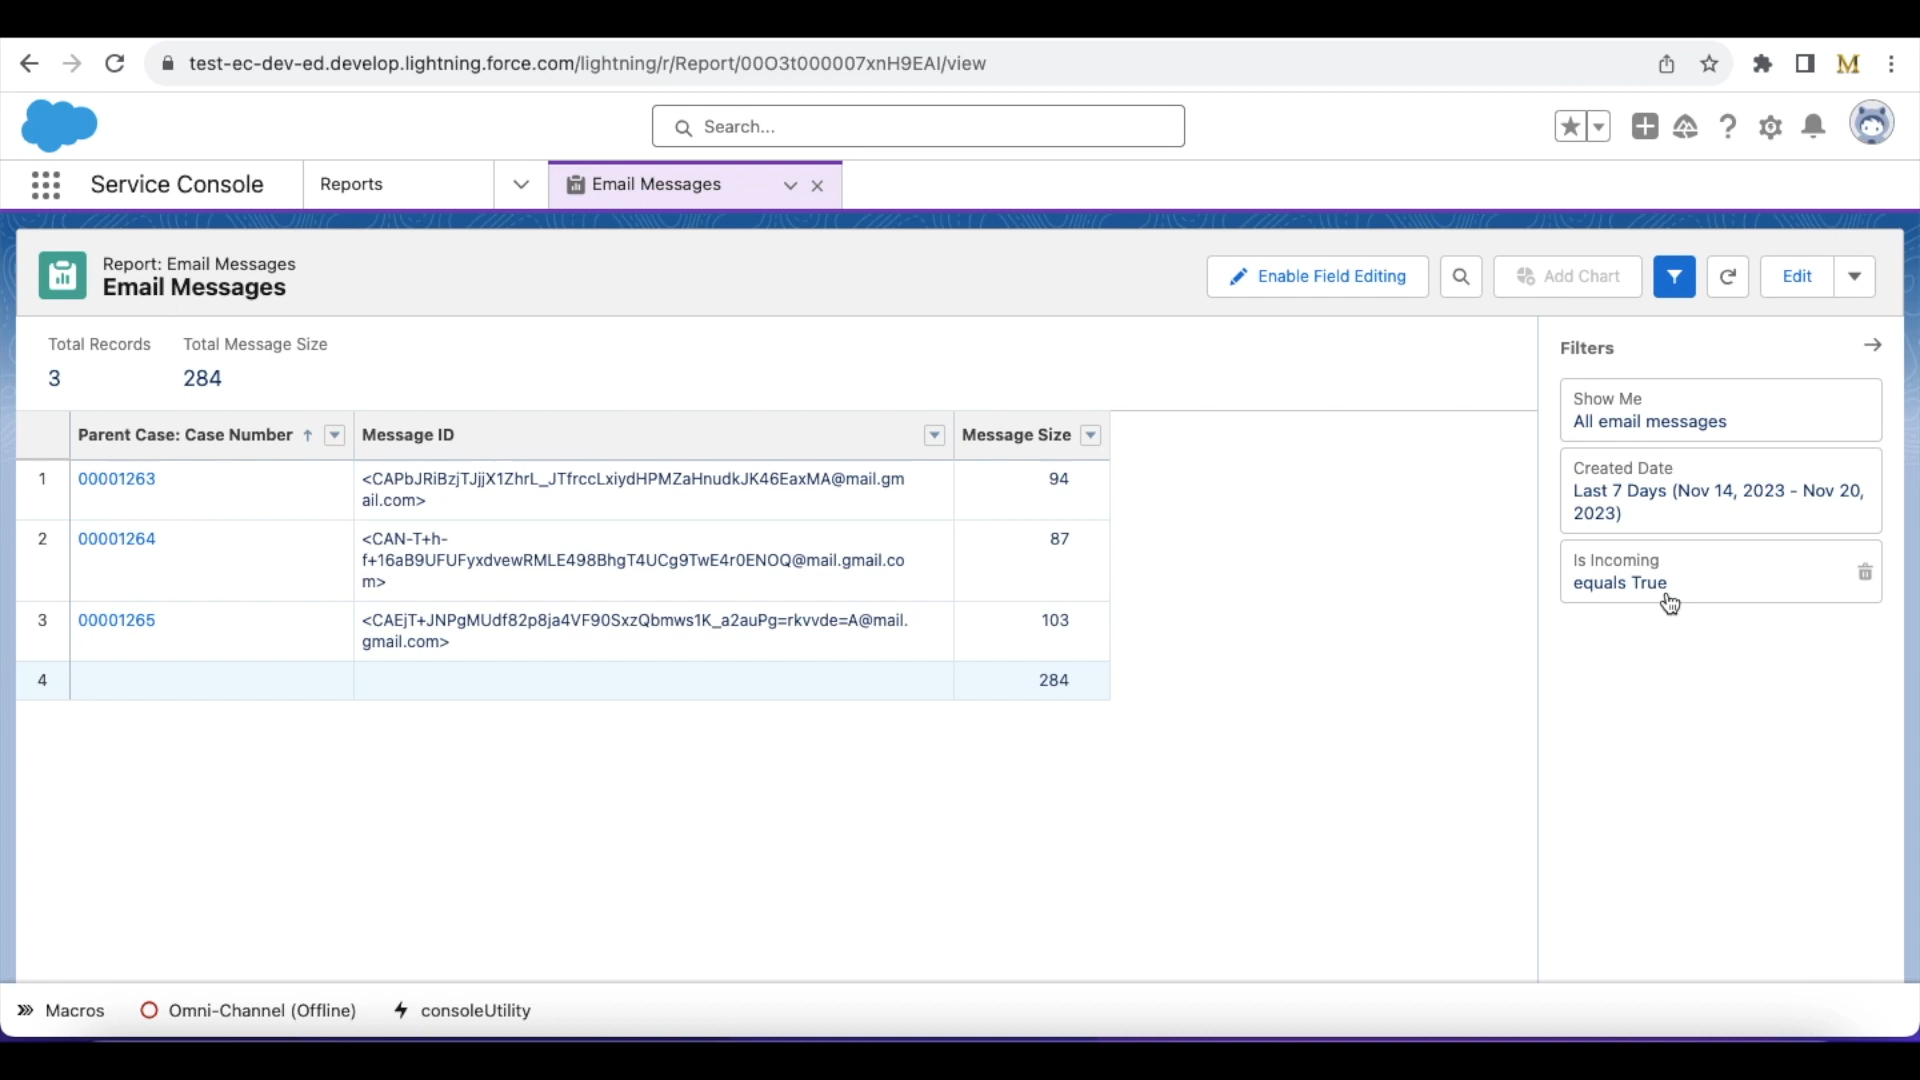 test-ec-dev-ed.develop.lightning.force.com/lightning/r/Report/00O3t000007xnH9EAI/view
M
Search...
Service Console
Reports
Email Messages
Report: Email Messages
Email Messages
Enable Field Editing
Add Chart
Edit
Total Records
Total Message Size
3
284
Filters
Show Me
All email messages
Created Date
Last 7 Days (Nov 14, 2023 - Nov 20,
2023)
Is Incoming
equals True
Parent Case: Case Number
Message ID
Message Size
1
00001263
<CAPbJRiBzjTJjjX1ZhrL_JTfrccLxiydHPMZaHnudkJK46EaxMA@mail.gm
ail.com>
94
2
00001264
<CAN-T+h-
f+16aB9UFUFyxdvewRMLE498BhgT4UCg9TwE4r0ENOQ@mail.gmail.co
m>
87
3
00001265
<CAEjT+JNPgMUdf82p8ja4VF90SxzQbmws1K_a2auPg=rkvvde=A@mail.
gmail.com>
103
4
284
Macros
Omni-Channel (Offline)
consoleUtility